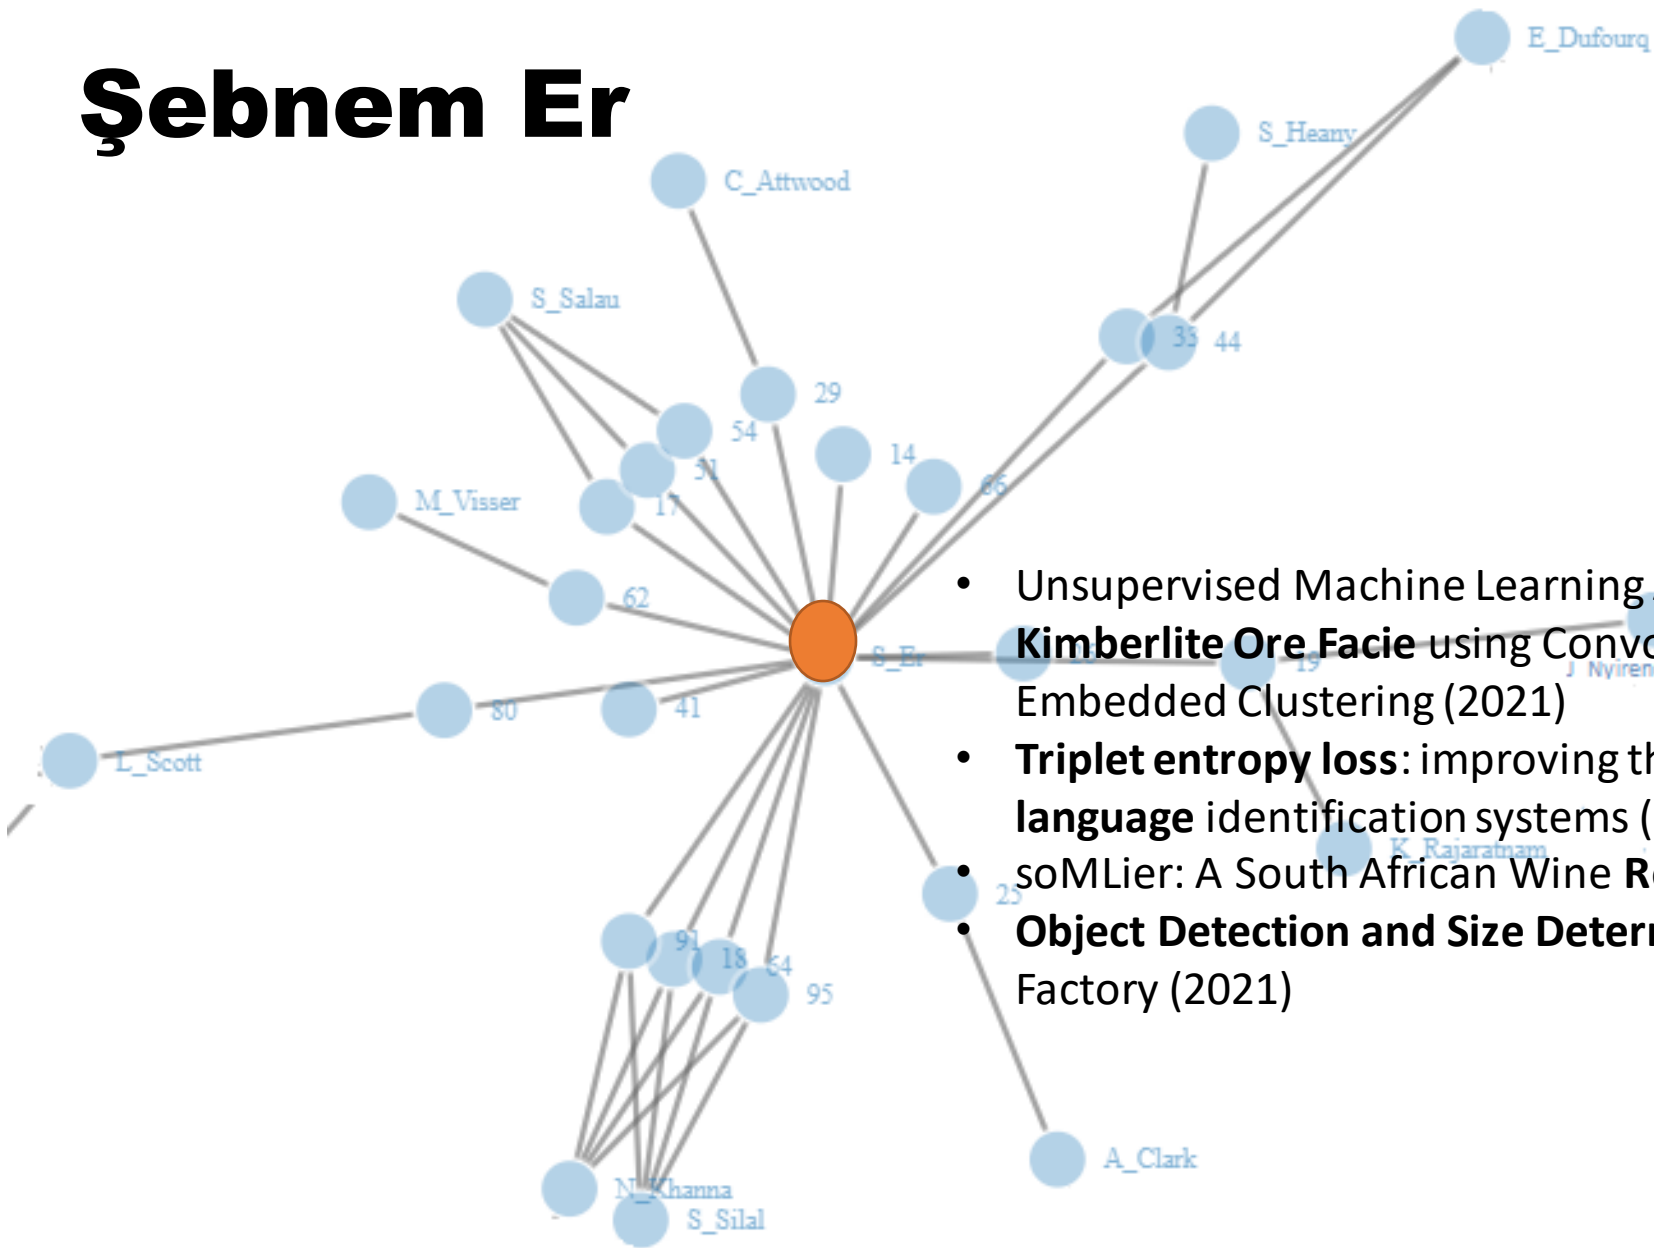 Şebnem Er
E_Dufourq
S_Heany
C_Attwood
S_Salau
33
44
29
54
14
51
66
M_Visser
17
• Unsupervised Machine Learning
62
Kimberlite Ore Facie using Convo
S_Er
19
J Nyiren
Embedded Clustering (2021)
80
41
L_Scott
• Triplet entropy loss: improving th
language identification systems (
K_Rajaratnam
• soMLier: A South African Wine R
25
• Object Detection and Size Deter
91
18
64
95
Factory (2021)
A_Clark
N_Khanna
S_Silal